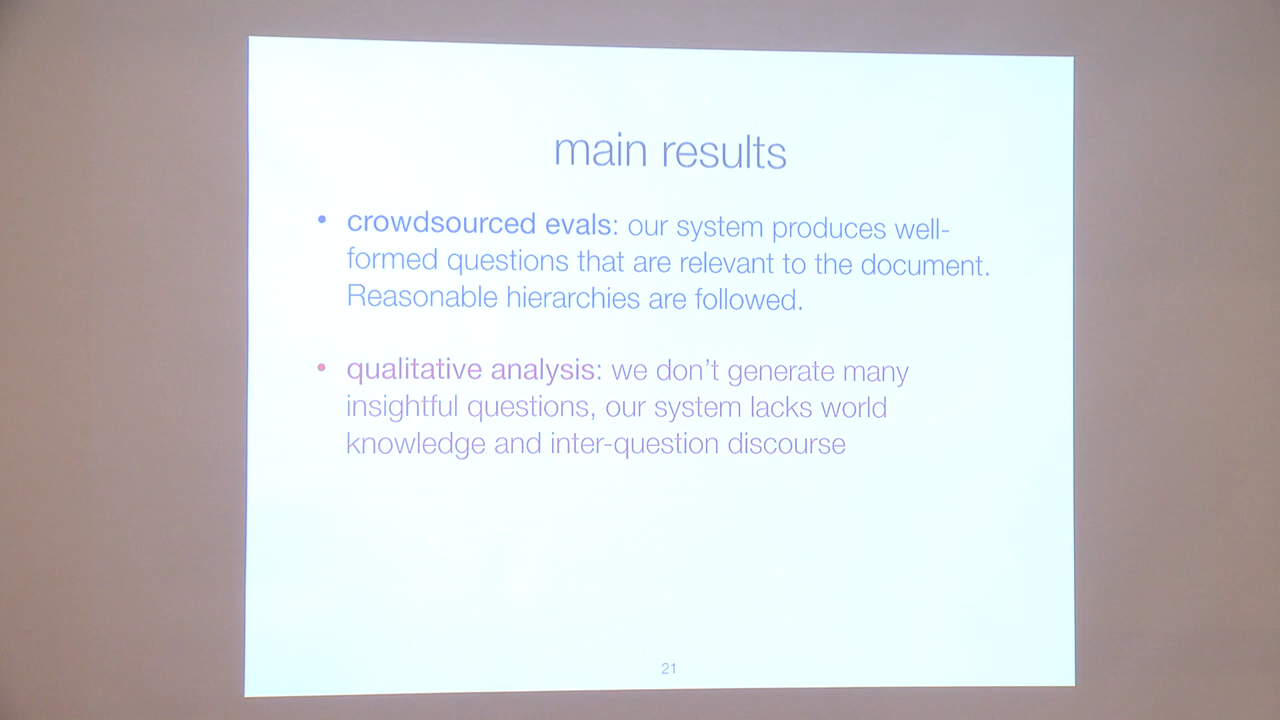 main results
• crowdsourced evals: our system produces well-
formed questions that are relevant to the document.
Reasonable hierarchies are followed.
• qualitative analysis: we don't generate many
insightful questions, our system lacks world
knowledge and inter-question discourse
21